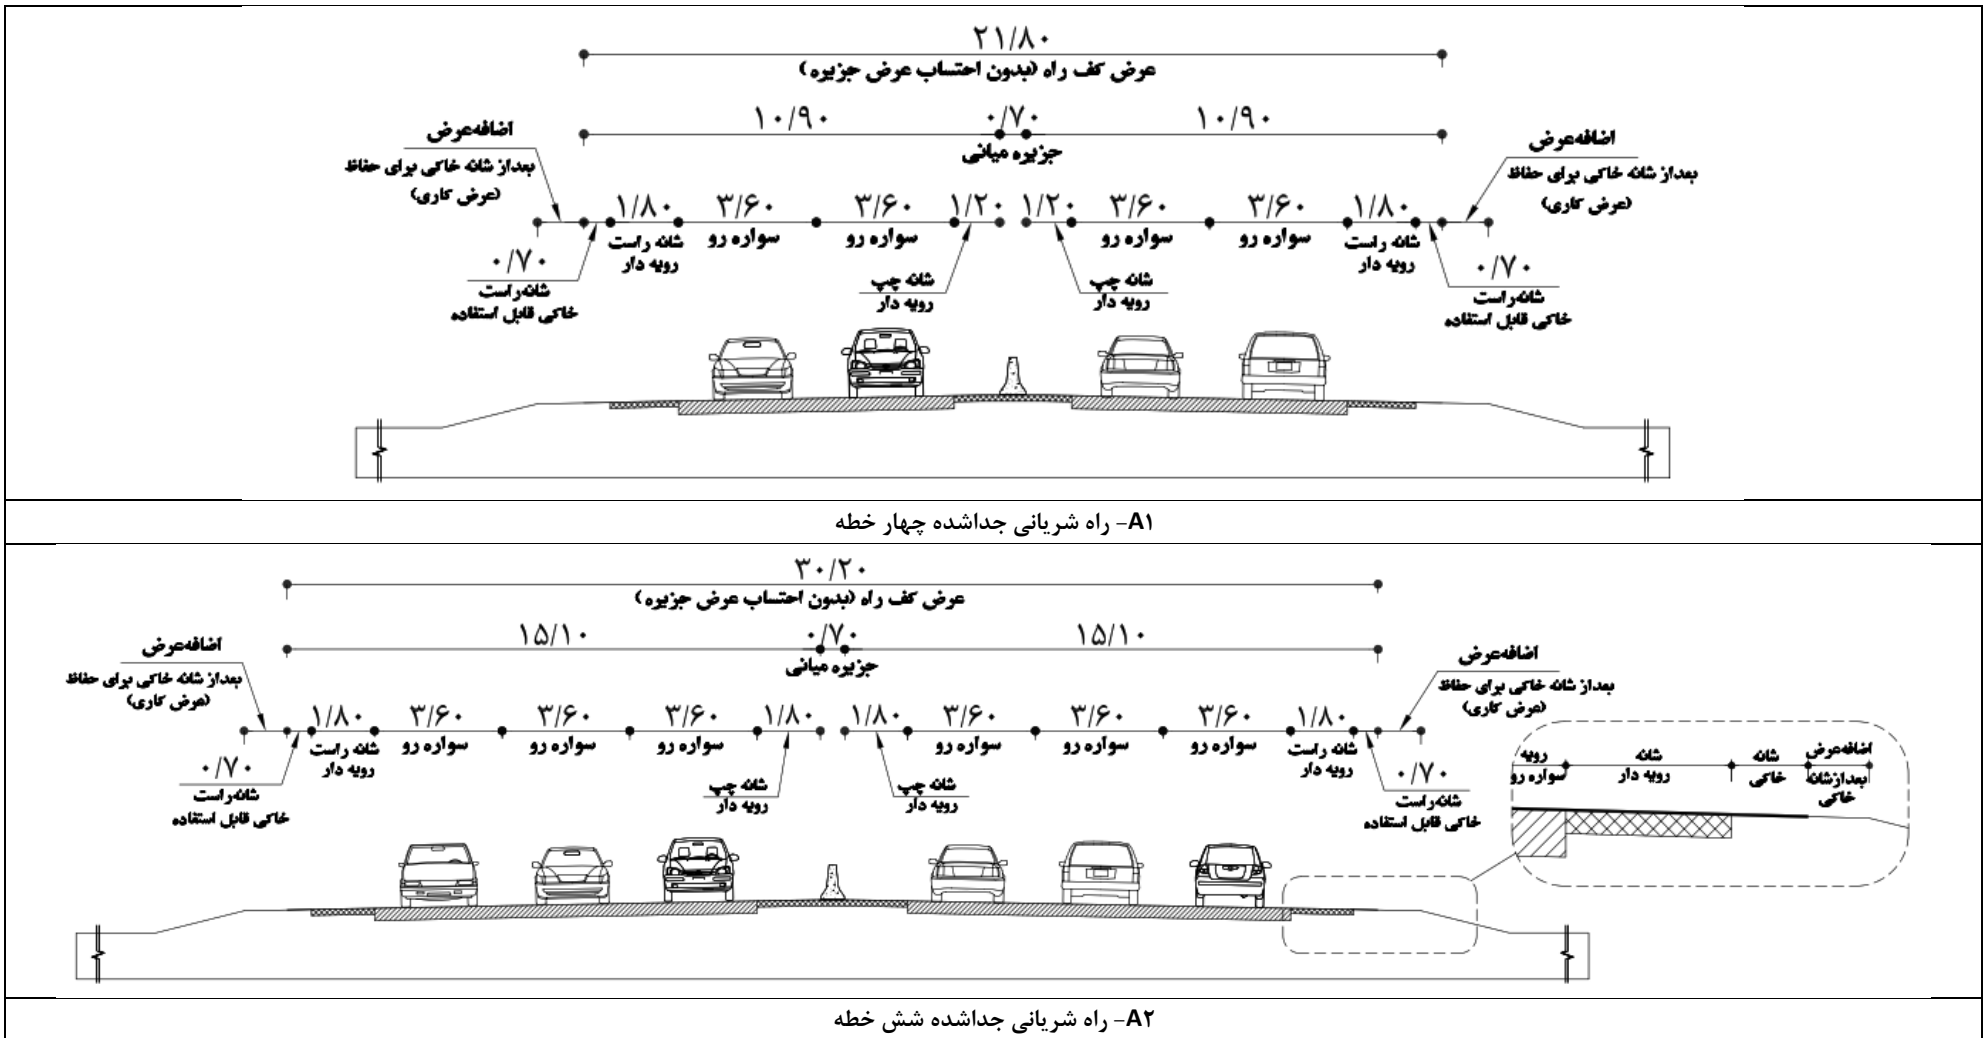 ۲۱/۸۰
عرض کف راه (بدون احتساب عرض جزیره)
۱۰/۹۰
۰/۷۰
۱۰/۹۰
جزیره میانی
اضافه‌عرض
بعداز شانه خاکی برای حفاظ
(عرض کاری)
اضافه‌عرض
بعداز شانه خاکی برای حفاظ
(عرض کاری)
۱/۸۰
۳/۶۰
۳/۶۰
۱/۲۰
۱/۲۰
۳/۶۰
۳/۶۰
۱/۸۰
شانه راست
رویه دار
سواره رو
سواره رو
سواره رو
سواره رو
شانه راست
رویه دار
۰/۷۰
شانه‌راست
خاکی قابل استفاده
شانه چپ
رویه دار
شانه چپ
رویه دار
۰/۷۰
شانه‌راست
خاکی قابل استفاده
A۱- راه شریانی جداشده چهار خطه
۳۰/۲۰
عرض کف راه (بدون احتساب عرض جزیره)
۱۵/۱۰
۰/۷۰
۱۵/۱۰
جزیره میانی
اضافه‌عرض
بعداز شانه خاکی برای حفاظ
(عرض کاری)
اضافه‌عرض
بعداز شانه خاکی برای حفاظ
(عرض کاری)
۱/۸۰
۳/۶۰
۳/۶۰
۳/۶۰
۱/۸۰
۱/۸۰
۳/۶۰
۳/۶۰
۳/۶۰
۱/۸۰
شانه راست
رویه دار
سواره رو
سواره رو
سواره رو
سواره رو
سواره رو
سواره رو
شانه راست
رویه دار
۰/۷۰
شانه‌راست
خاکی قابل استفاده
شانه چپ
رویه دار
شانه چپ
رویه دار
۰/۷۰
شانه‌راست
خاکی قابل استفاده
رویه
سواره رو
شانه
رویه دار
شانه
خاکی
اضافه‌عرض
بعدازشانه
خاکی
A۲- راه شریانی جداشده شش خطه